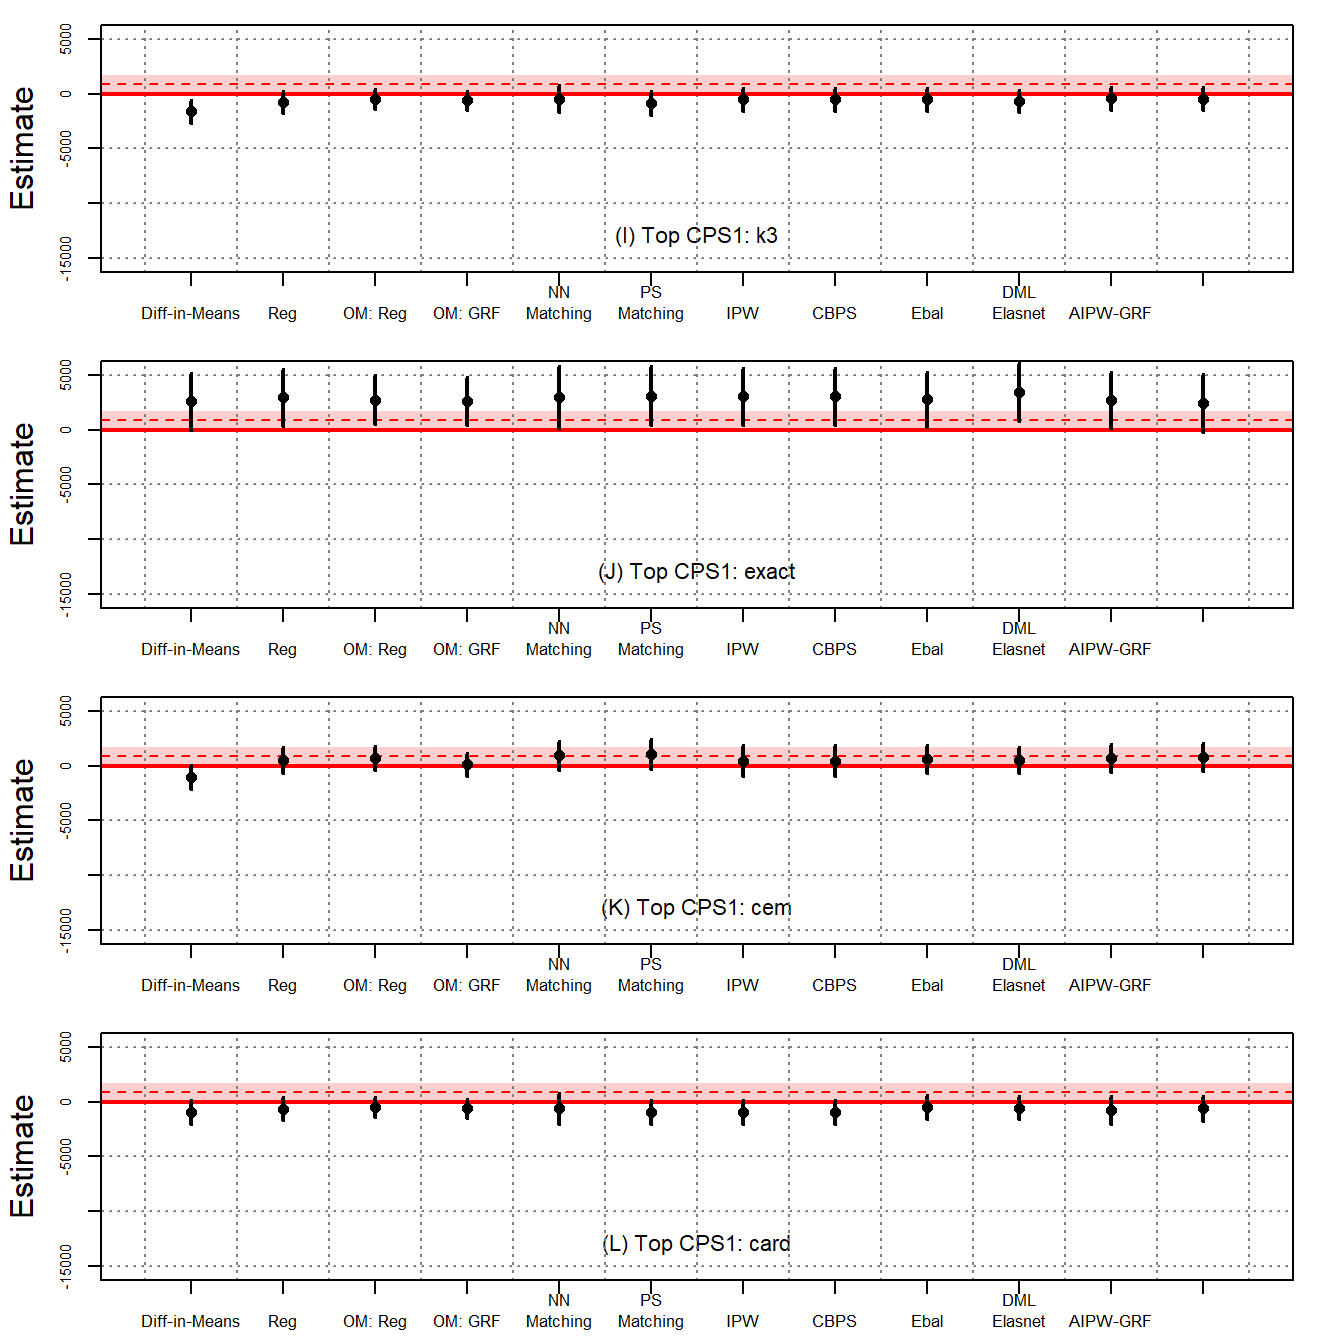 5000
0
-5000
-15000
Estimate
(I) Top CPS1: k3
NN PS DML
Diff-in-Means Reg OM: Reg OM: GRF Matching Matching IPW CBPS Ebal Elasnet AIPW-GRF
5000
0
-5000
-15000
Estimate
(J) Top CPS1: exact
NN PS DML
Diff-in-Means Reg OM: Reg OM: GRF Matching Matching IPW CBPS Ebal Elasnet AIPW-GRF
5000
0
-5000
-15000
Estimate
(K) Top CPS1: cem
NN PS DML
Diff-in-Means Reg OM: Reg OM: GRF Matching Matching IPW CBPS Ebal Elasnet AIPW-GRF
5000
0
-5000
-15000
Estimate
(L) Top CPS1: card
NN PS DML
Diff-in-Means Reg OM: Reg OM: GRF Matching Matching IPW CBPS Ebal Elasnet AIPW-GRF